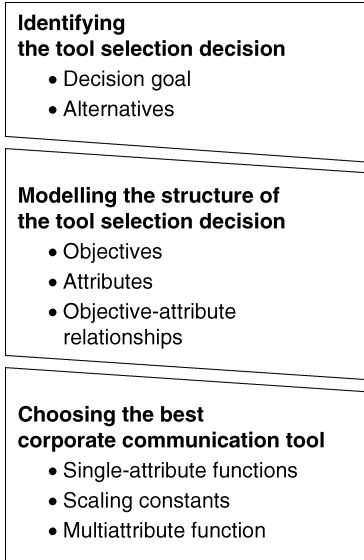 Identifying
the tool selection decision
• Decision goal
• Alternatives
Modelling the structure of
the tool selection decision
• Objectives
• Attributes
• Objective-attribute
relationships
Choosing the best
corporate communication tool
• Single-attribute functions
• Scaling constants
• Multiattribute function